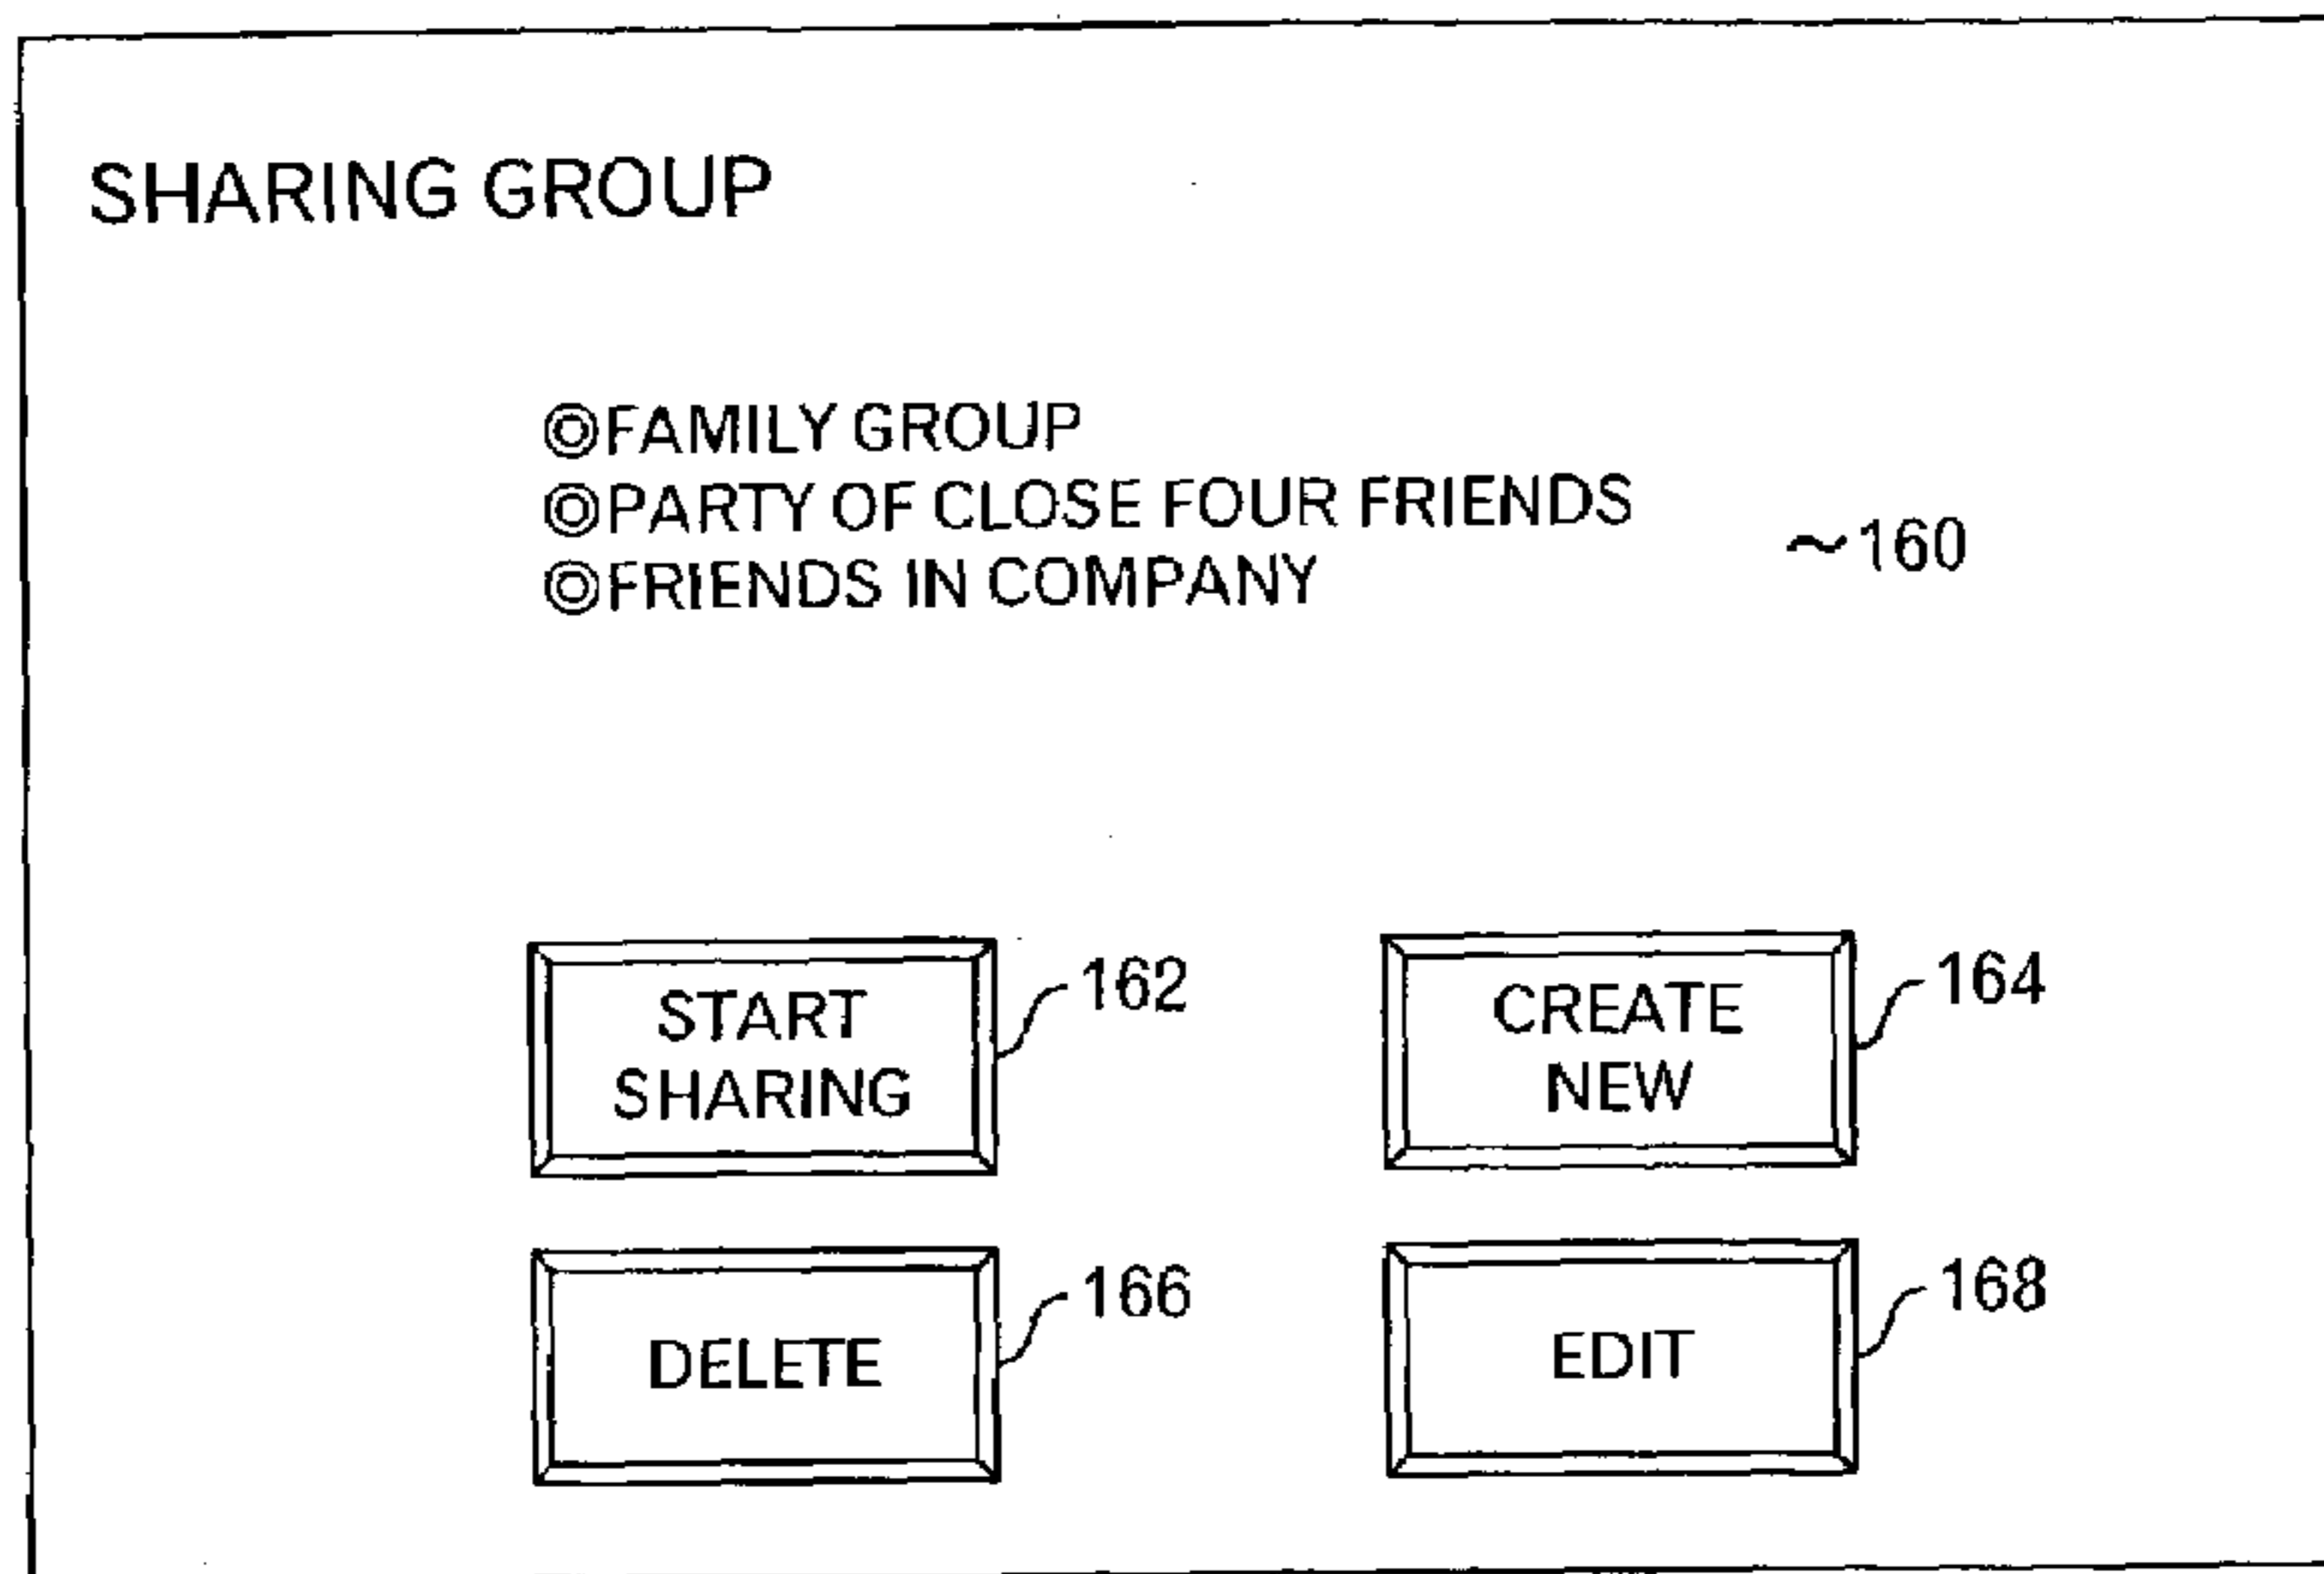 SHARING GROUP
◎FAMILY GROUP
◎PARTY OF CLOSE FOUR FRIENDS
◎FRIENDS IN COMPANY
~160
START
SHARING
162
CREATE
NEW
164
DELETE
166
EDIT
168